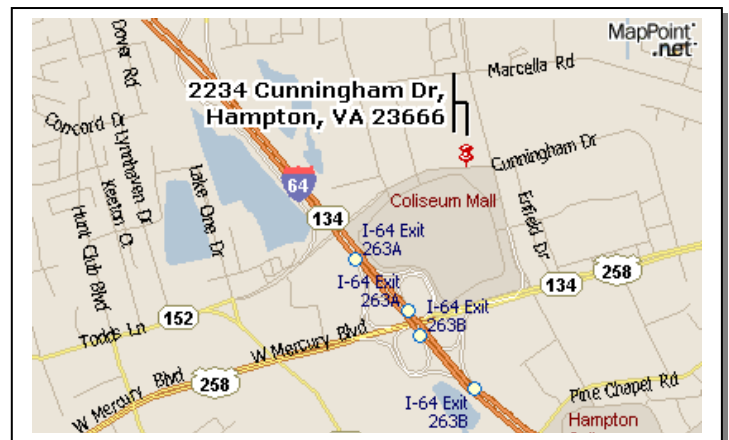 MapPoint
.net
Dover Rd
Marcella Rd
2234 Cunningham Dr,
Hampton, VA 23666
Concord Dr
Lynnhaven Dr
Keeton Ct
Hunt Club Blvd
Lake One Dr
Cunningham Dr
64
Coliseum Mall
134
Enfield Dr
I-64 Exit
263A
I-64 Exit
263A
258
134
I-64 Exit
263B
152
Todds Ln
W Mercury Blvd
258
W Mercury Blvd
Pine Chapel Rd
I-64 Exit
263B
Hampton